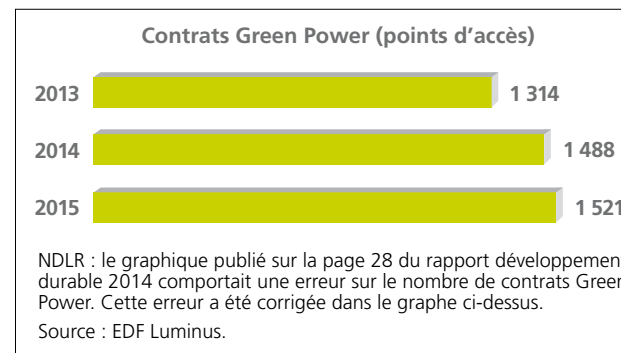 Contrats Green Power (points d'accès)
2013 1 314
2014 1 488
2015 1 521
NDLR : le graphique publié sur la page 28 du rapport développemen
durable 2014 comportait une erreur sur le nombre de contrats Green
Power. Cette erreur a été corrigée dans le graphe ci-dessus.
Source : EDF Luminus.